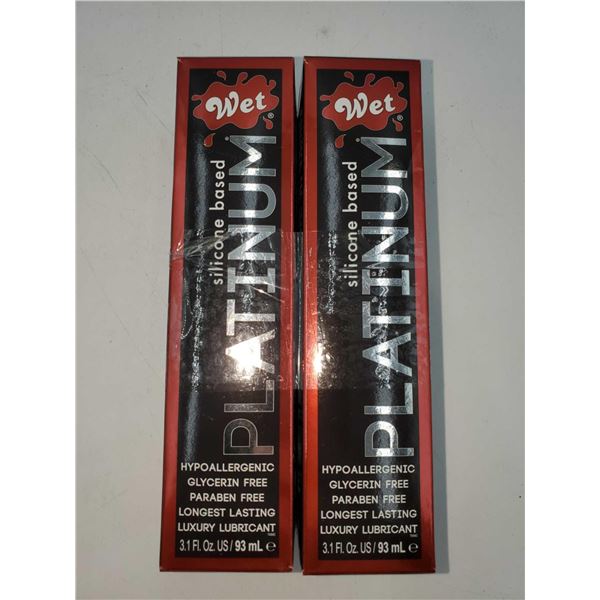 Wet®
silicone based
PLATINUM
HYPOALLERGENIC
GLYCERIN FREE
PARABEN FREE
LONGEST LASTING
LUXURY LUBRICANT
3.1 Fl. Oz. US / 93 mL e
Wet®
silicone based
PLATINUM
HYPOALLERGENIC
GLYCERIN FREE
PARABEN FREE
LONGEST LASTING
LUXURY LUBRICANT
3.1 Fl. Oz. US / 93 mL e